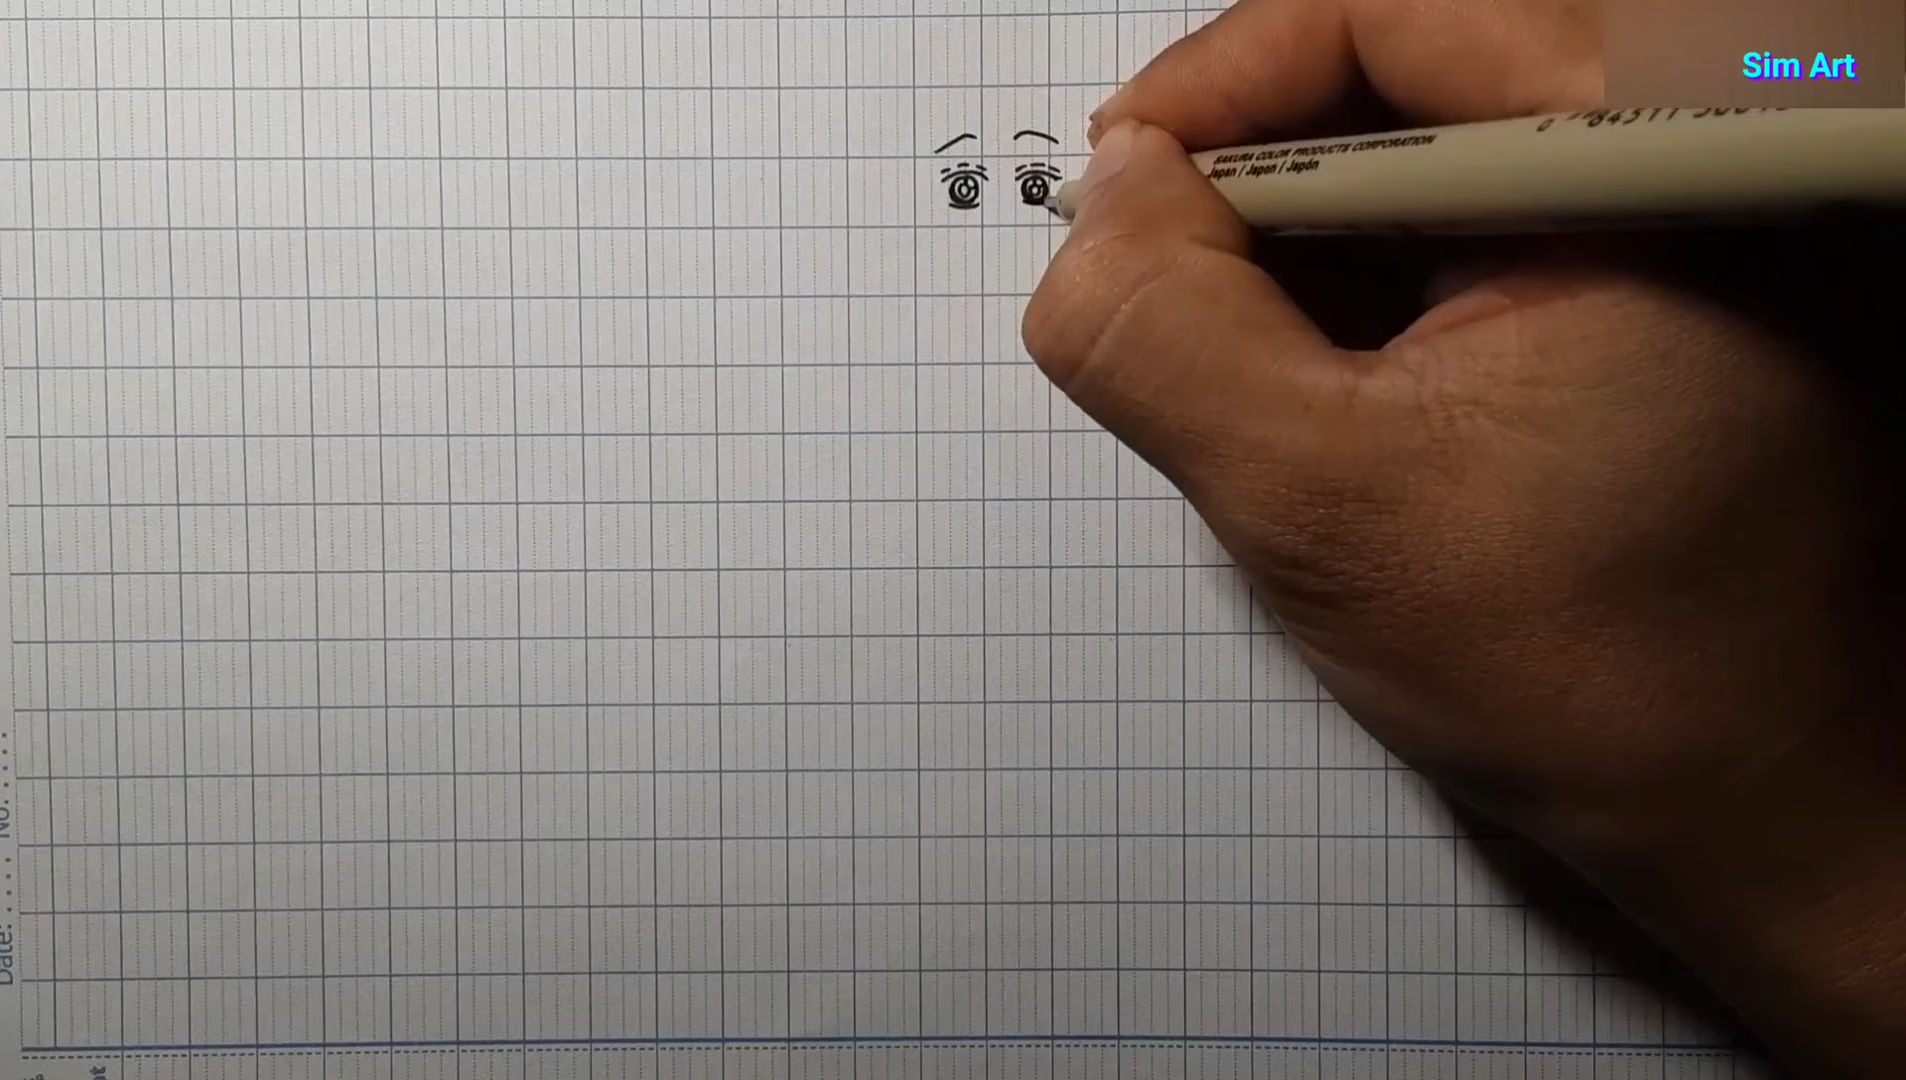 Sim Art
SAKURA COLOR PRODUCTS CORPORATION
Japan / Japon / Japón
Date: ..... No. .....